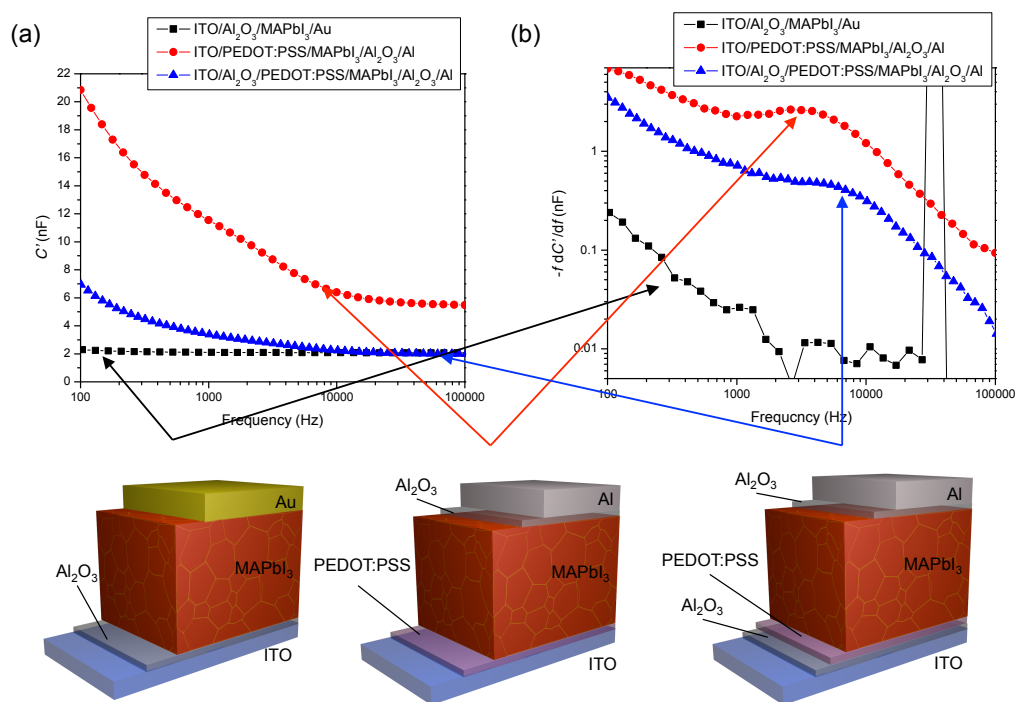 (a)
ITO/Al₂O₃/MAPbI₃/Au
ITO/PEDOT:PSS/MAPbI₃/Al₂O₃/Al
ITO/Al₂O₃/PEDOT:PSS/MAPbI₃/Al₂O₃/Al
22
20
18
16
14
12
10
8
6
4
2
0
C' (nF)
100 1000 10000 100000
Frequency (Hz)
(b)
ITO/Al₂O₃/MAPbI₃/Au
ITO/PEDOT:PSS/MAPbI₃/Al₂O₃/Al
ITO/Al₂O₃/PEDOT:PSS/MAPbI₃/Al₂O₃/Al
1
0.1
0.01
-f dC'/df (nF)
100 1000 10000 100000
Frequcncy (Hz)
Au
MAPbI₃
Al₂O₃
ITO
Al₂O₃
Al
MAPbI₃
PEDOT:PSS
ITO
Al₂O₃
Al
MAPbI₃
PEDOT:PSS
Al₂O₃
ITO